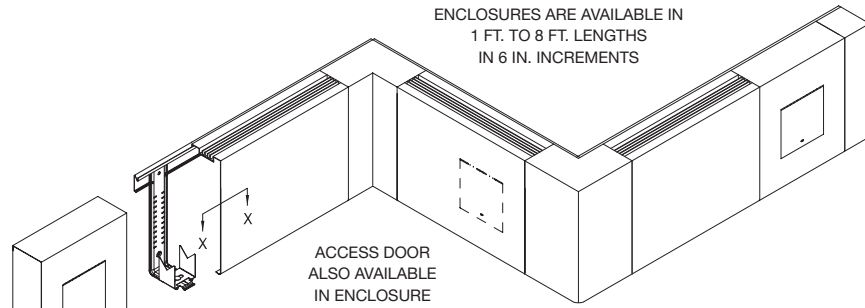 ENCLOSURES ARE AVAILABLE IN
1 FT. TO 8 FT. LENGTHS
IN 6 IN. INCREMENTS
X
X
ACCESS DOOR
ALSO AVAILABLE
IN ENCLOSURE